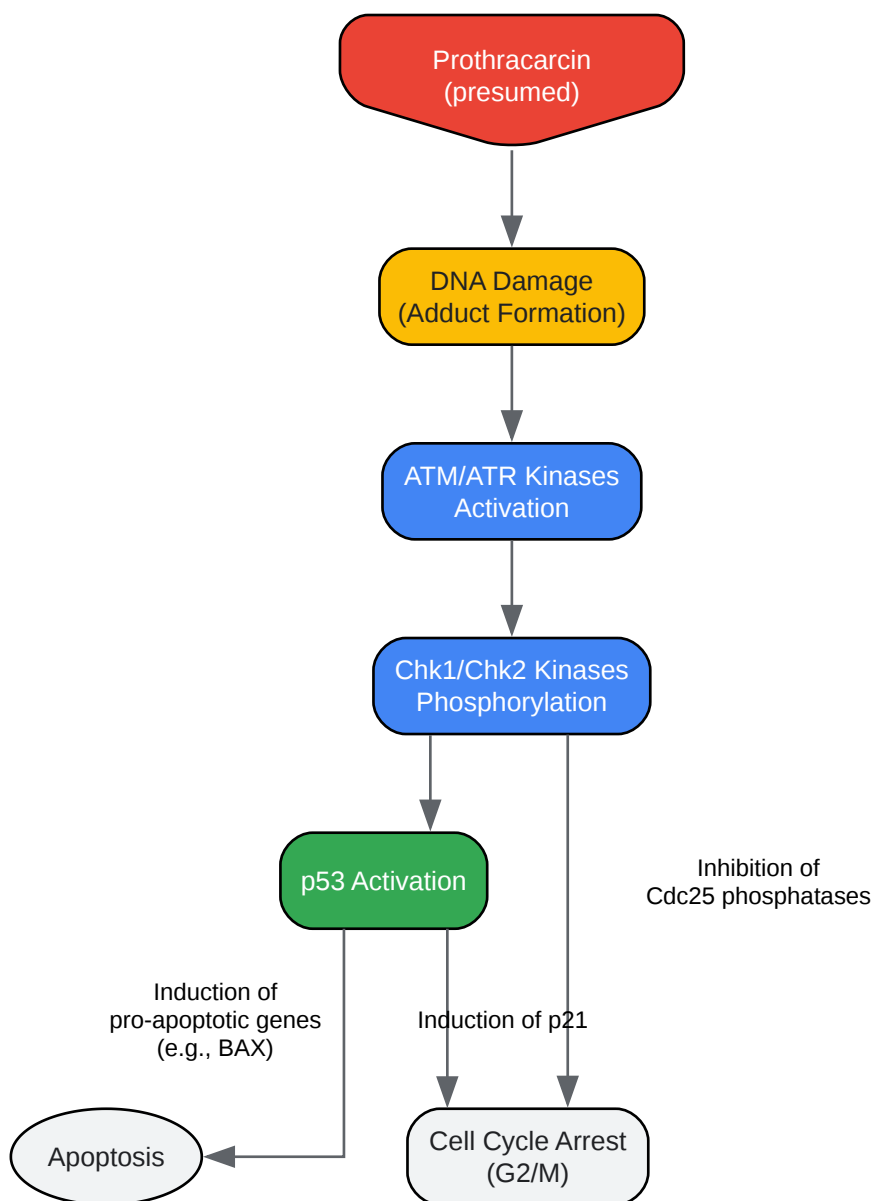 Prothracarcin
(presumed)
DNA Damage
(Adduct Formation)
ATM/ATR Kinases
Activation
Chk1/Chk2 Kinases
Phosphorylation
p53 Activation
Inhibition of
Cdc25 phosphatases
Induction of
pro-apoptotic genes
(e.g., BAX)
Induction of p21
Apoptosis
Cell Cycle Arrest
(G2/M)